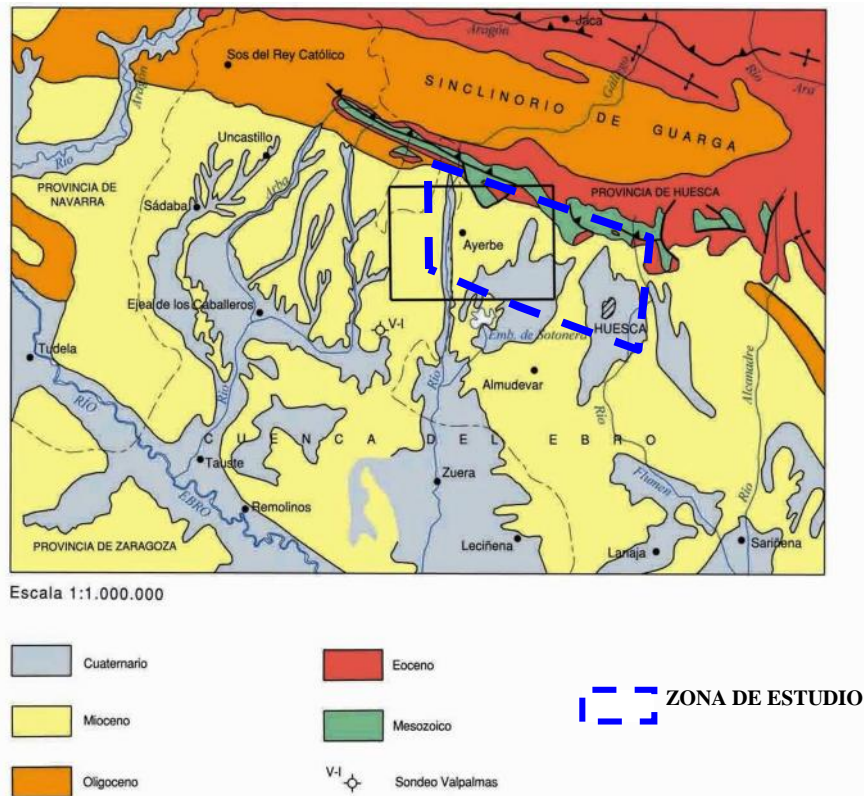 Jaca
Aragón
Sos del Rey Católico
Gállego
Río
Ara
Aragón
SINCLINORIO DE GUARGA
Uncastillo
Río
Arba
PROVINCIA DE NAVARRA
PROVINCIA DE HUESCA
Sádaba
Ayerbe
Ejea de los Caballeros
V-I
HUESCA
Emb. de Sotonera
Tudela
Río
Río
Almudevar
Alcanadre
RÍO
Río
CUENCA DEL EBRO
Tauste
Zuera
Flumen
Río
EBRO
Remolinos
PROVINCIA DE ZARAGOZA
Leciñena
Lanaja
Sariñena
Escala 1:1.000.000
Cuaternario
Eoceno
ZONA DE ESTUDIO
Mioceno
Mesozoico
Oligoceno
V-I
Sondeo Valpalmas